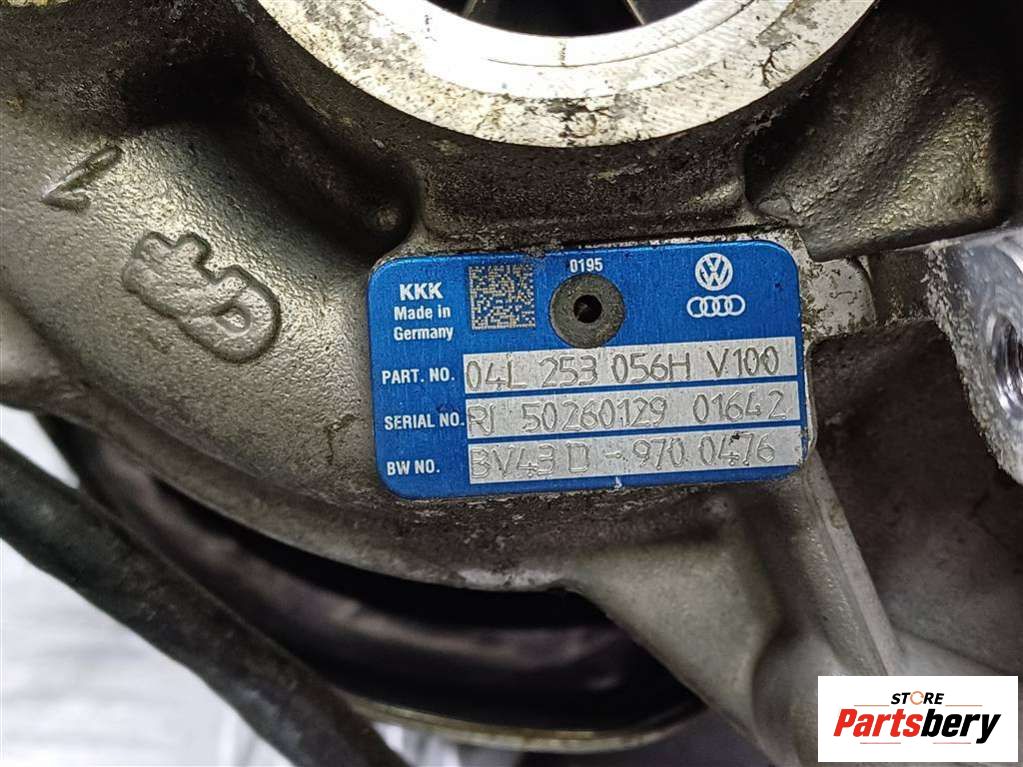 KKK
Made in
Germany
0195
PART. NO. 04L 253 056H V100
SERIAL NO. RJ 50260129 01642
BW NO. BV43D-970 0476
STORE
Partsbery